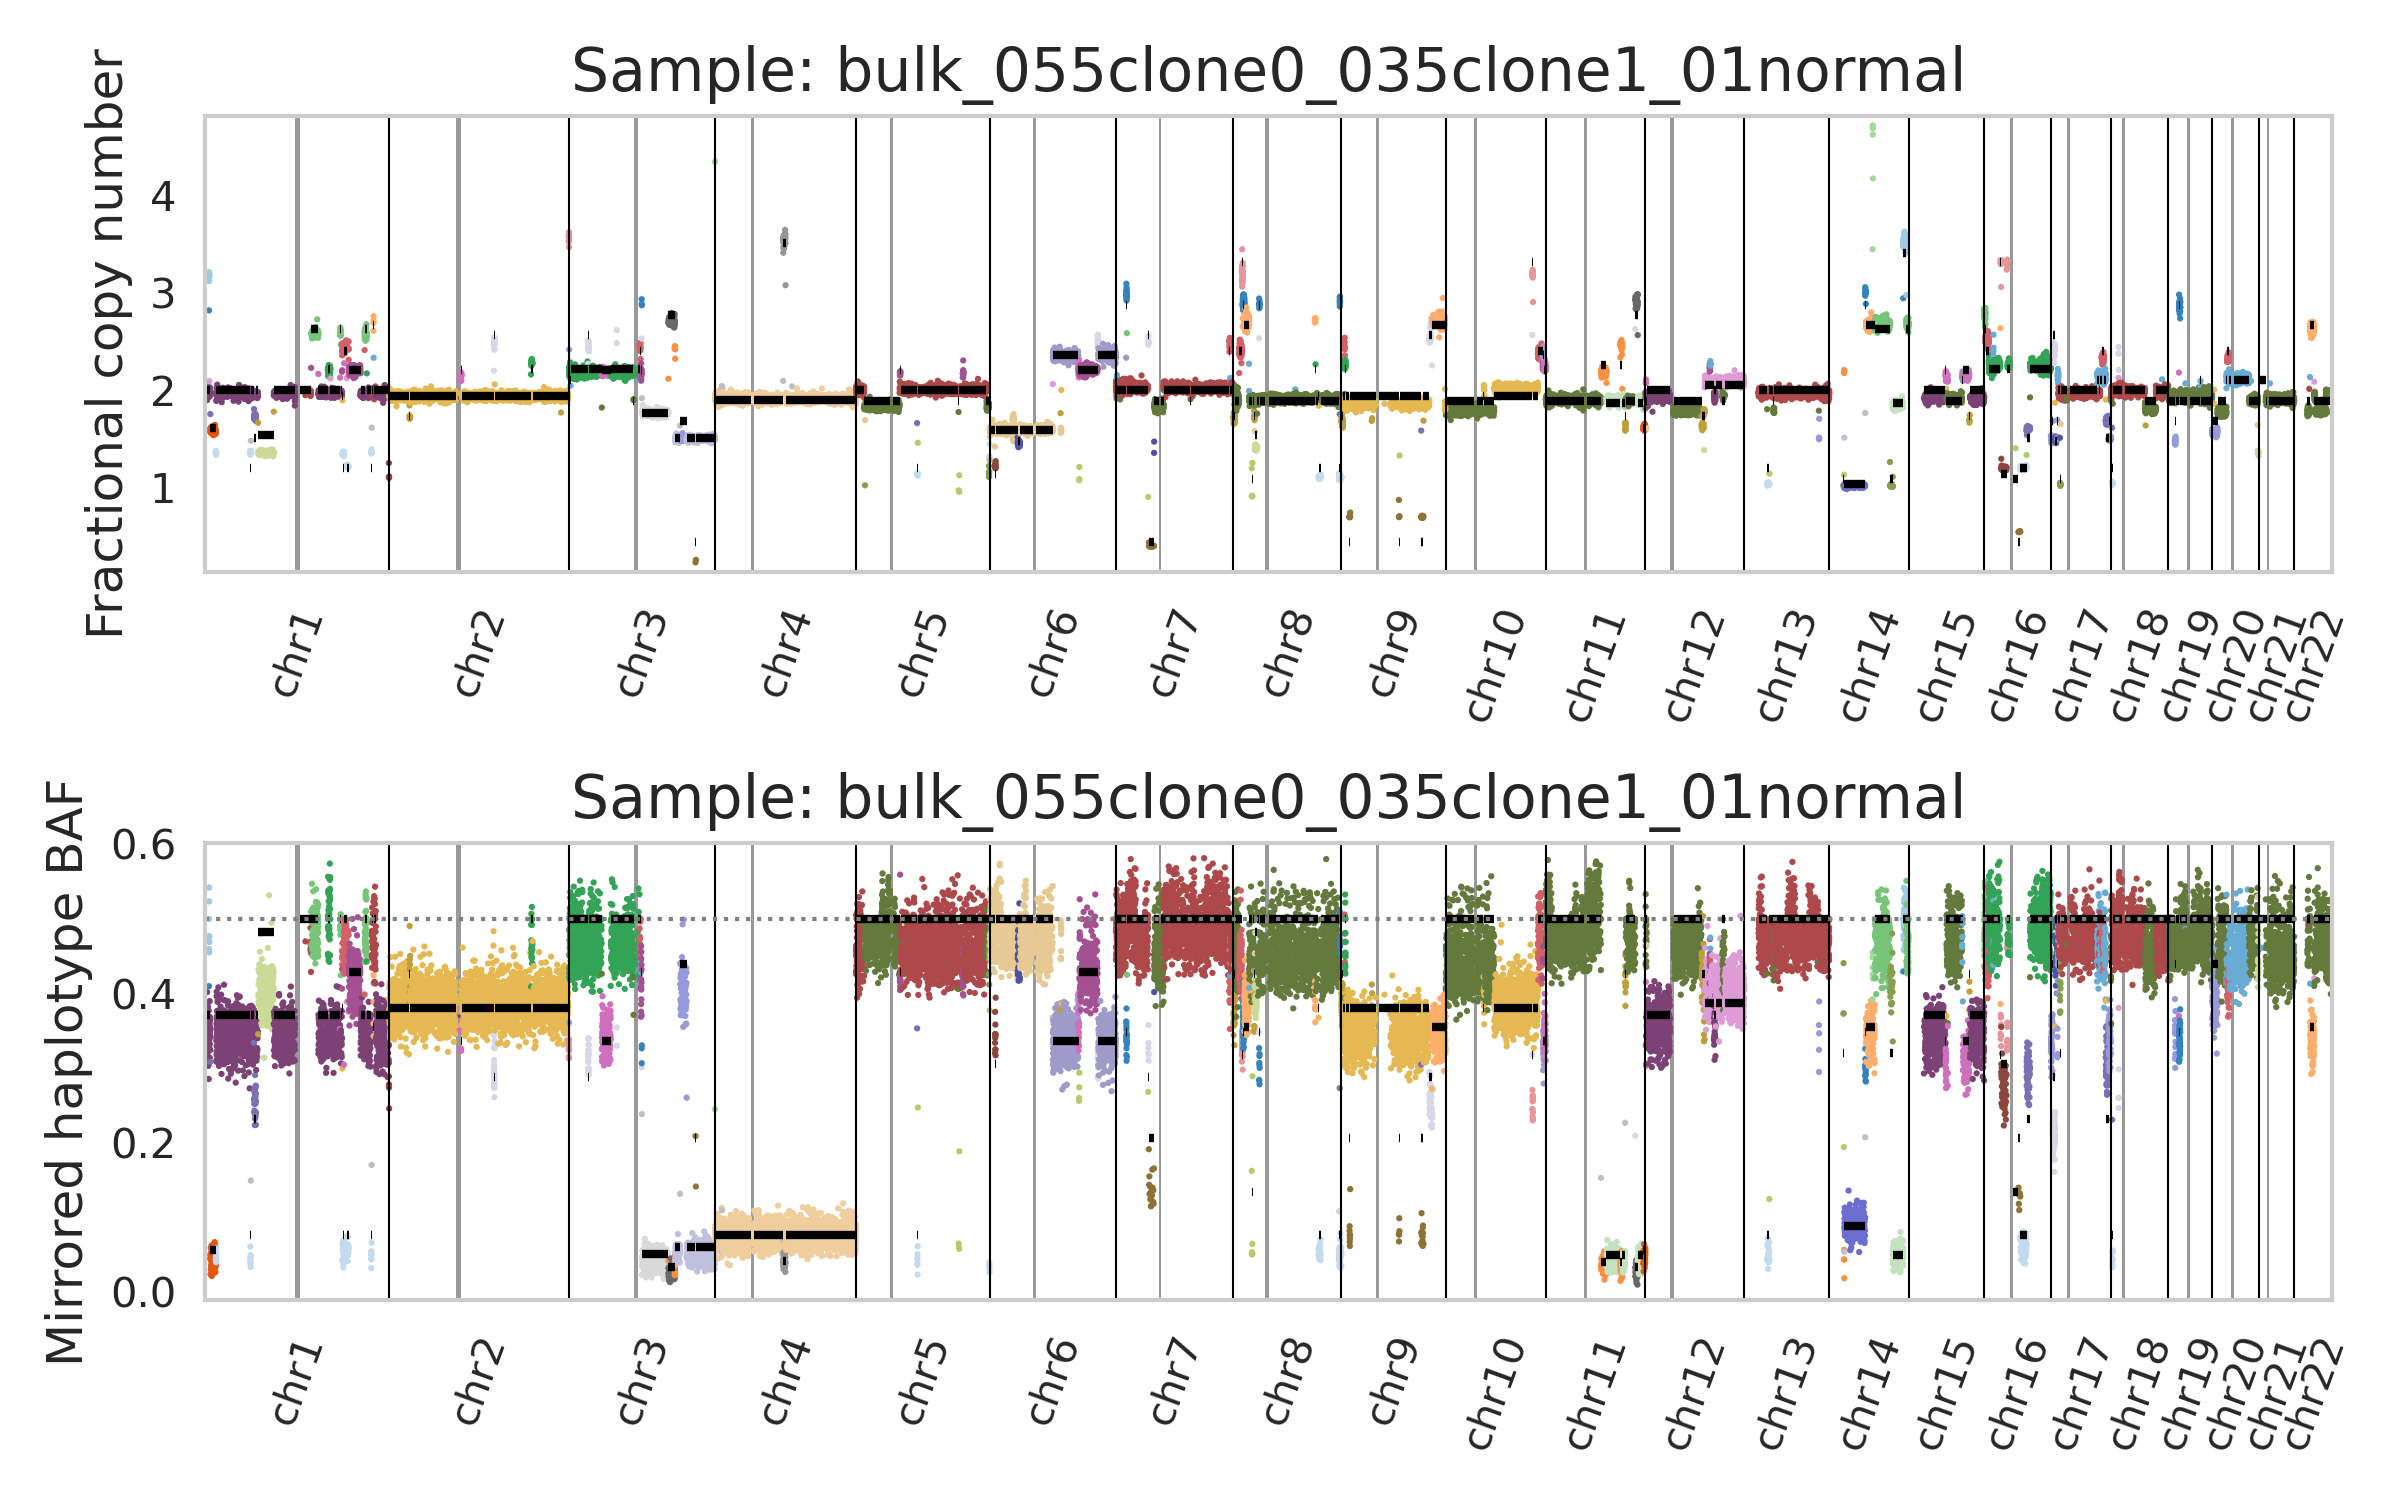 Sample: bulk_055clone0_035clone1_01normal
Fractional copy number
4
3
2
1
chr1 chr2 chr3 chr4 chr5 chr6 chr7 chr8 chr9 chr10 chr11 chr12 chr13 chr14 chr15 chr16 chr17 chr18 chr19 chr20 chr21 chr22
Sample: bulk_055clone0_035clone1_01normal
Mirrored haplotype BAF
0.6
0.4
0.2
0.0
chr1 chr2 chr3 chr4 chr5 chr6 chr7 chr8 chr9 chr10 chr11 chr12 chr13 chr14 chr15 chr16 chr17 chr18 chr19 chr20 chr21 chr22